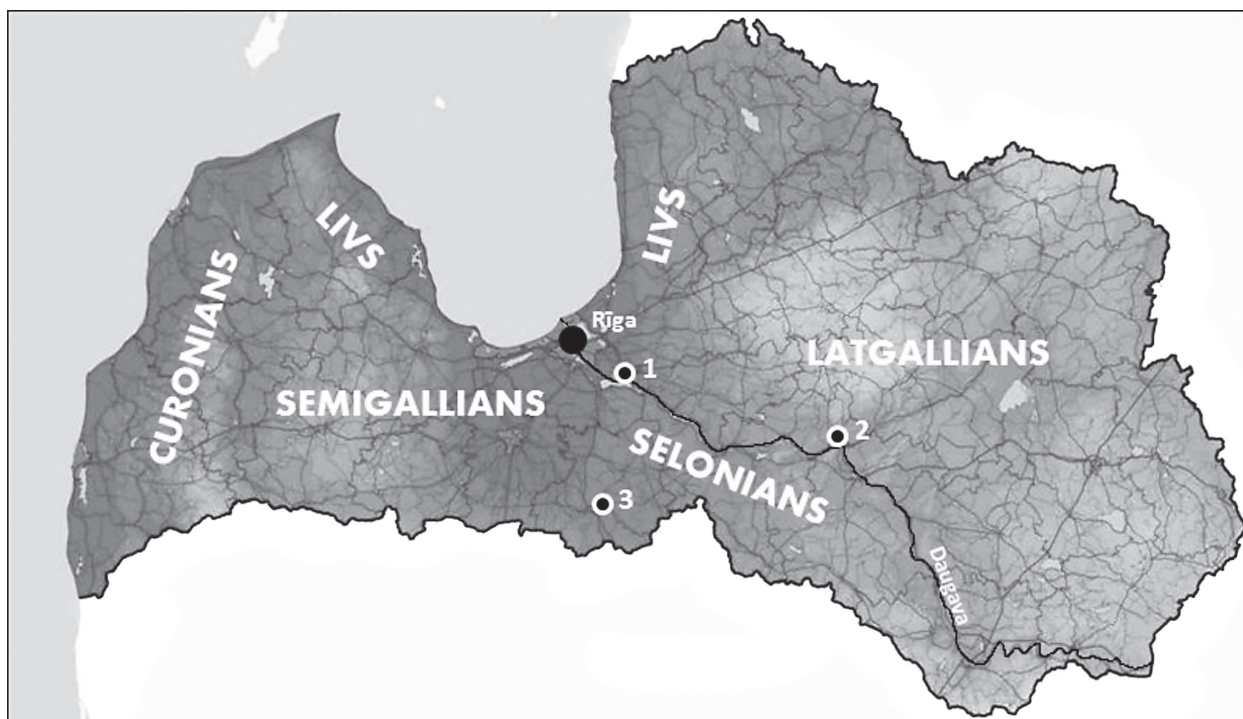 LIVS
LIVS
CURONIANS
Rīga
1
LATGALLIANS
SEMIGALLIANS
2
SELONIANS
3
Daugava